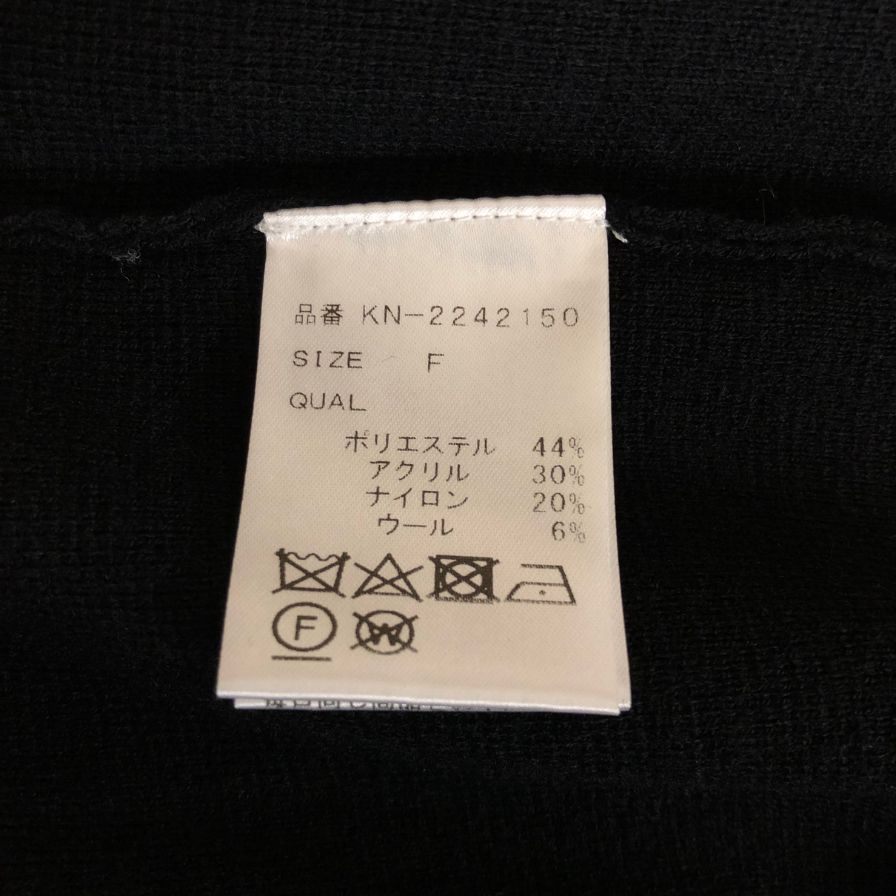 品番 KN-2242150
SIZE F
QUAL
ポリエステル 44%
アクリル 30%
ナイロン 20%
ウール 6%
F W